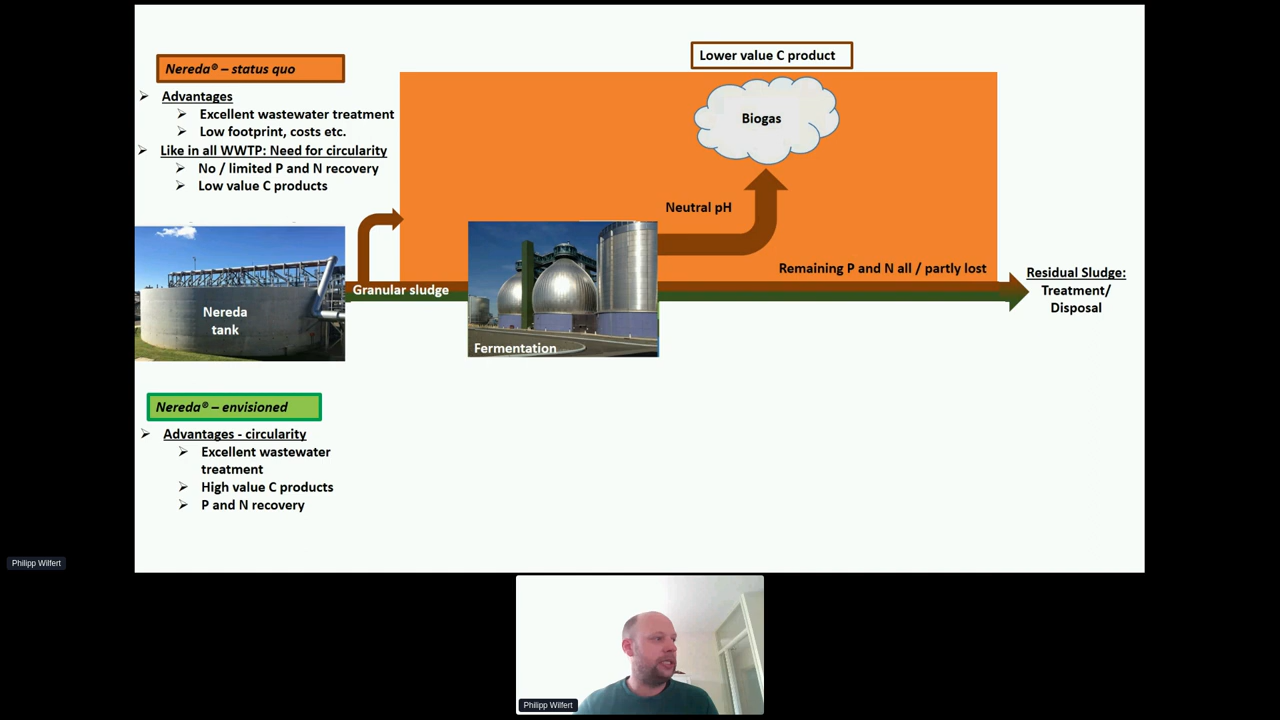 Nereda® – status quo
Advantages
Excellent wastewater treatment
Low footprint, costs etc.
Like in all WWTP: Need for circularity
No / limited P and N recovery
Low value C products
Lower value C product
Biogas
Neutral pH
Remaining P and N all / partly lost
Residual Sludge:
Treatment/
Disposal
Granular sludge
Nereda
tank
Fermentation
Nereda® – envisioned
Advantages - circularity
Excellent wastewater
treatment
High value C products
P and N recovery
Philipp Wilfert
Philipp Wilfert